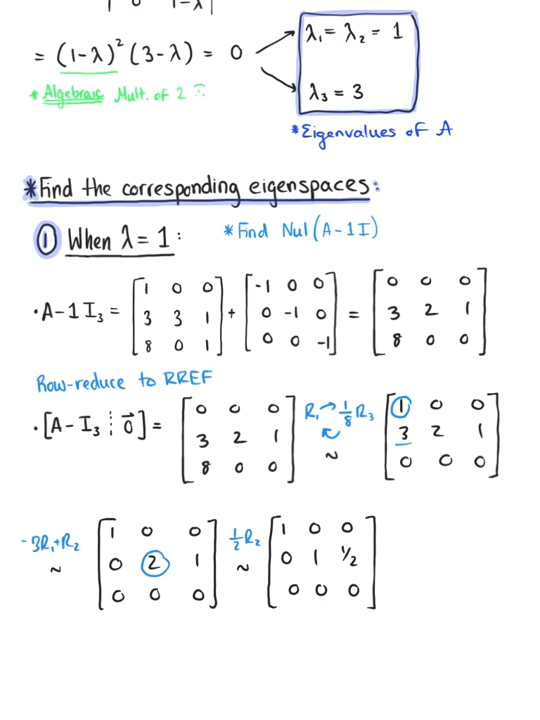 = (1-λ)² (3-λ) = 0
λ₁ = λ₂ = 1
λ₃ = 3
* Algebraic Mult. of 2
*Eigenvalues of A
*Find the corresponding eigenspaces:
① When λ = 1:
*Find Nul(A-1I)
·A-1I₃ = [1 0 0; 3 3 1; 8 0 1] + [-1 0 0; 0 -1 0; 0 0 -1] = [0 0 0; 3 2 1; 8 0 0]
Row-reduce to RREF
·[A-I₃ ⋮ 0⃗] = [0 0 0; 3 2 1; 8 0 0] R₁ ↔ 1/8 R₃ ~ [1 0 0; 3 2 1; 0 0 0]
-3R₁+R₂ ~ [1 0 0; 0 2 1; 0 0 0] 1/2 R₂ ~ [1 0 0; 0 1 1/2; 0 0 0]